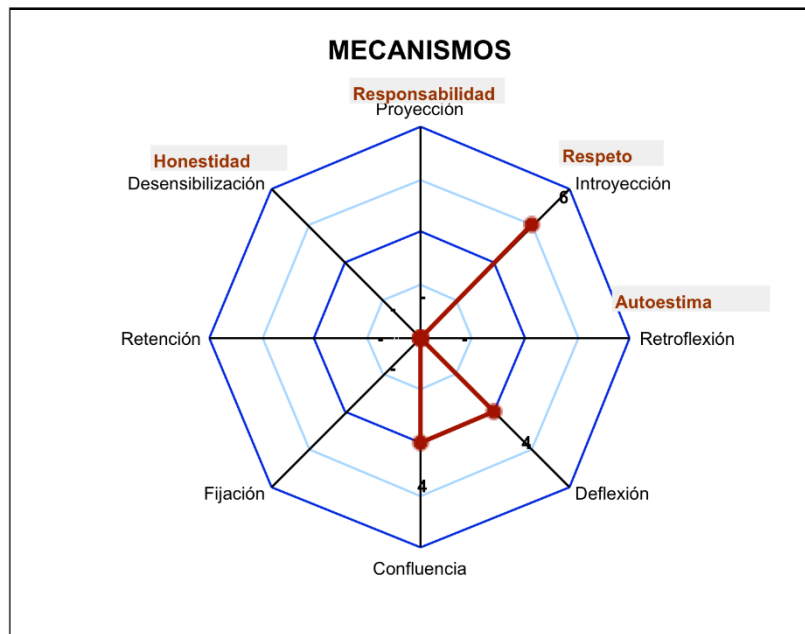 MECANISMOS
Responsabilidad
Proyección
Honestidad
Respeto
Desensibilización
Introyección
6
-
Autoestima
-
Retención
-
-
Retroflexión
-
4
4
Fijación
Deflexión
Confluencia